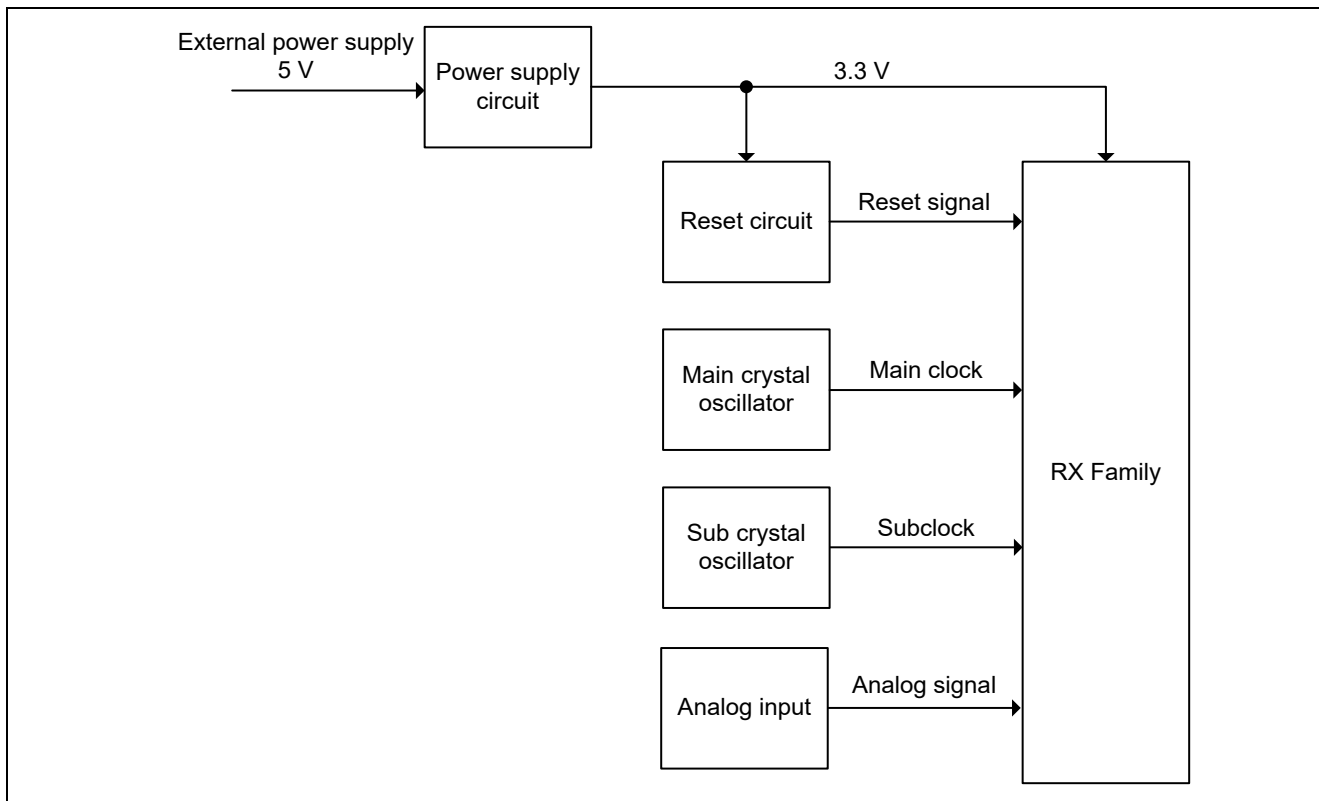 External power supply
5 V
Power supply
circuit
3.3 V
Reset circuit
Reset signal
Main crystal
oscillator
Main clock
RX Family
Sub crystal
oscillator
Subclock
Analog input
Analog signal